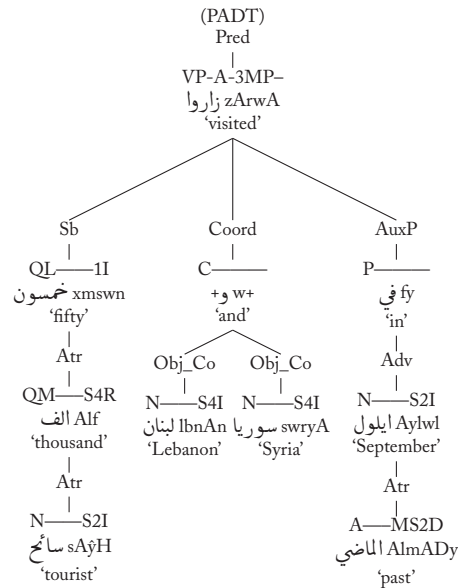 (PADT)
Pred
VP-A-3MP–
زاروا zArwA
‘visited’
Sb Coord AuxP
QL——1I C——— P———
خمسون xmswn +و w+ في fy
‘fifty’ ‘and’ ‘in’
Atr Obj_Co Obj_Co Adv
QM—S4R N——S4I N——S4I N——S2I
الف Alf لبنان lbnAn سوريا swryA ايلول Aylwl
‘thousand’ ‘Lebanon’ ‘Syria’ ‘September’
Atr Atr
N——S2I A—MS2D
سائح sAŷH الماضي AlmADy
‘tourist’ ‘past’